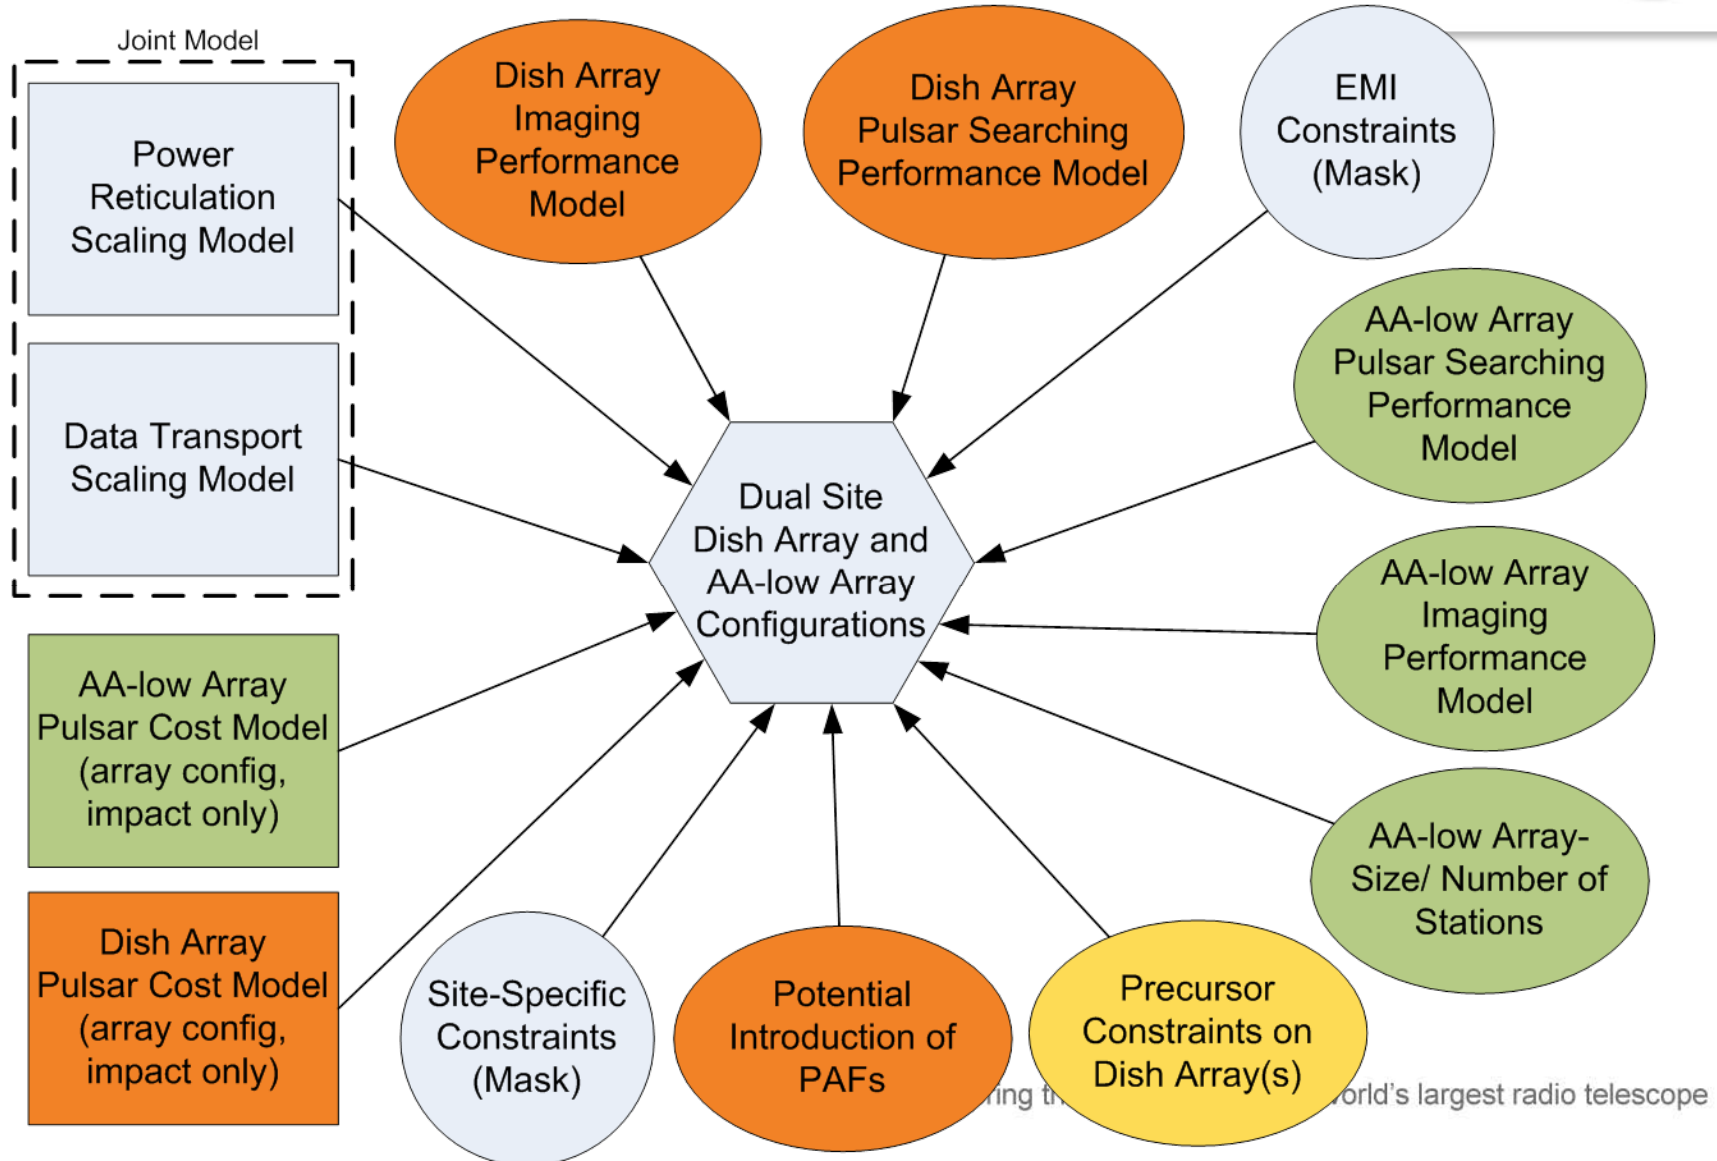 Joint Model
Power
Reticulation
Scaling Model
Data Transport
Scaling Model
AA-low Array
Pulsar Cost Model
(array config,
impact only)
Dish Array
Pulsar Cost Model
(array config,
impact only)
Dish Array
Imaging
Performance
Model
Dish Array
Pulsar Searching
Performance Model
EMI
Constraints
(Mask)
AA-low Array
Pulsar Searching
Performance
Model
Dual Site
Dish Array and
AA-low Array
Configurations
AA-low Array
Imaging
Performance
Model
AA-low Array-
Size/ Number of
Stations
Site-Specific
Constraints
(Mask)
Potential
Introduction of
PAFs
Precursor
Constraints on
Dish Array(s)
largest radio telescope